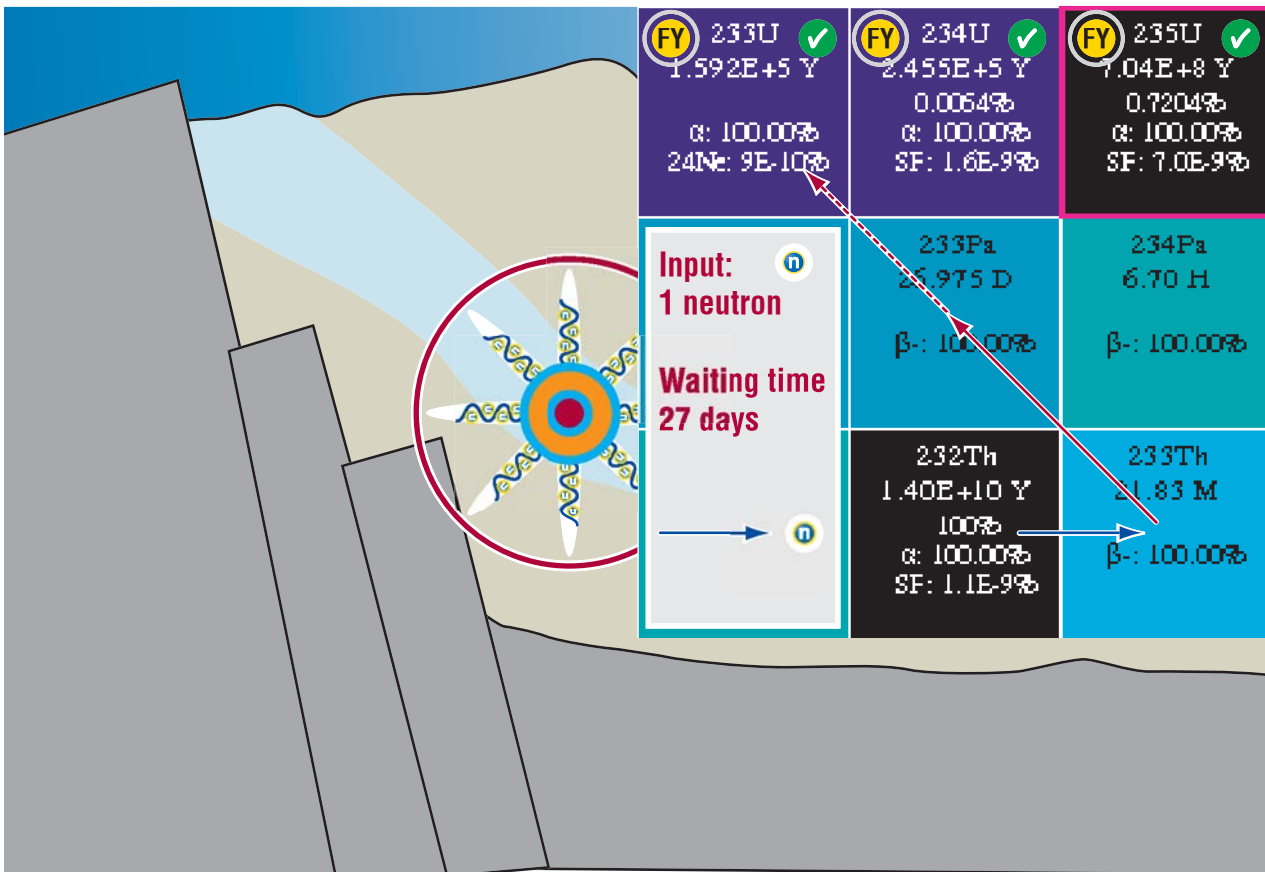 FY 233U ✓
1.592E+5 Y
α: 100.00%
24Ne: 9E-10%
FY 234U ✓
2.455E+5 Y
0.0054%
α: 100.00%
SF: 1.6E-9%
FY 235U ✓
7.04E+8 Y
0.7204%
α: 100.00%
SF: 7.0E-9%
Input: n
1 neutron
Waiting time
27 days
n
233Pa
26.975 D
β-: 100.00%
234Pa
6.70 H
β-: 100.00%
232Th
1.40E+10 Y
100%
α: 100.00%
SF: 1.1E-9%
233Th
21.83 M
β-: 100.00%